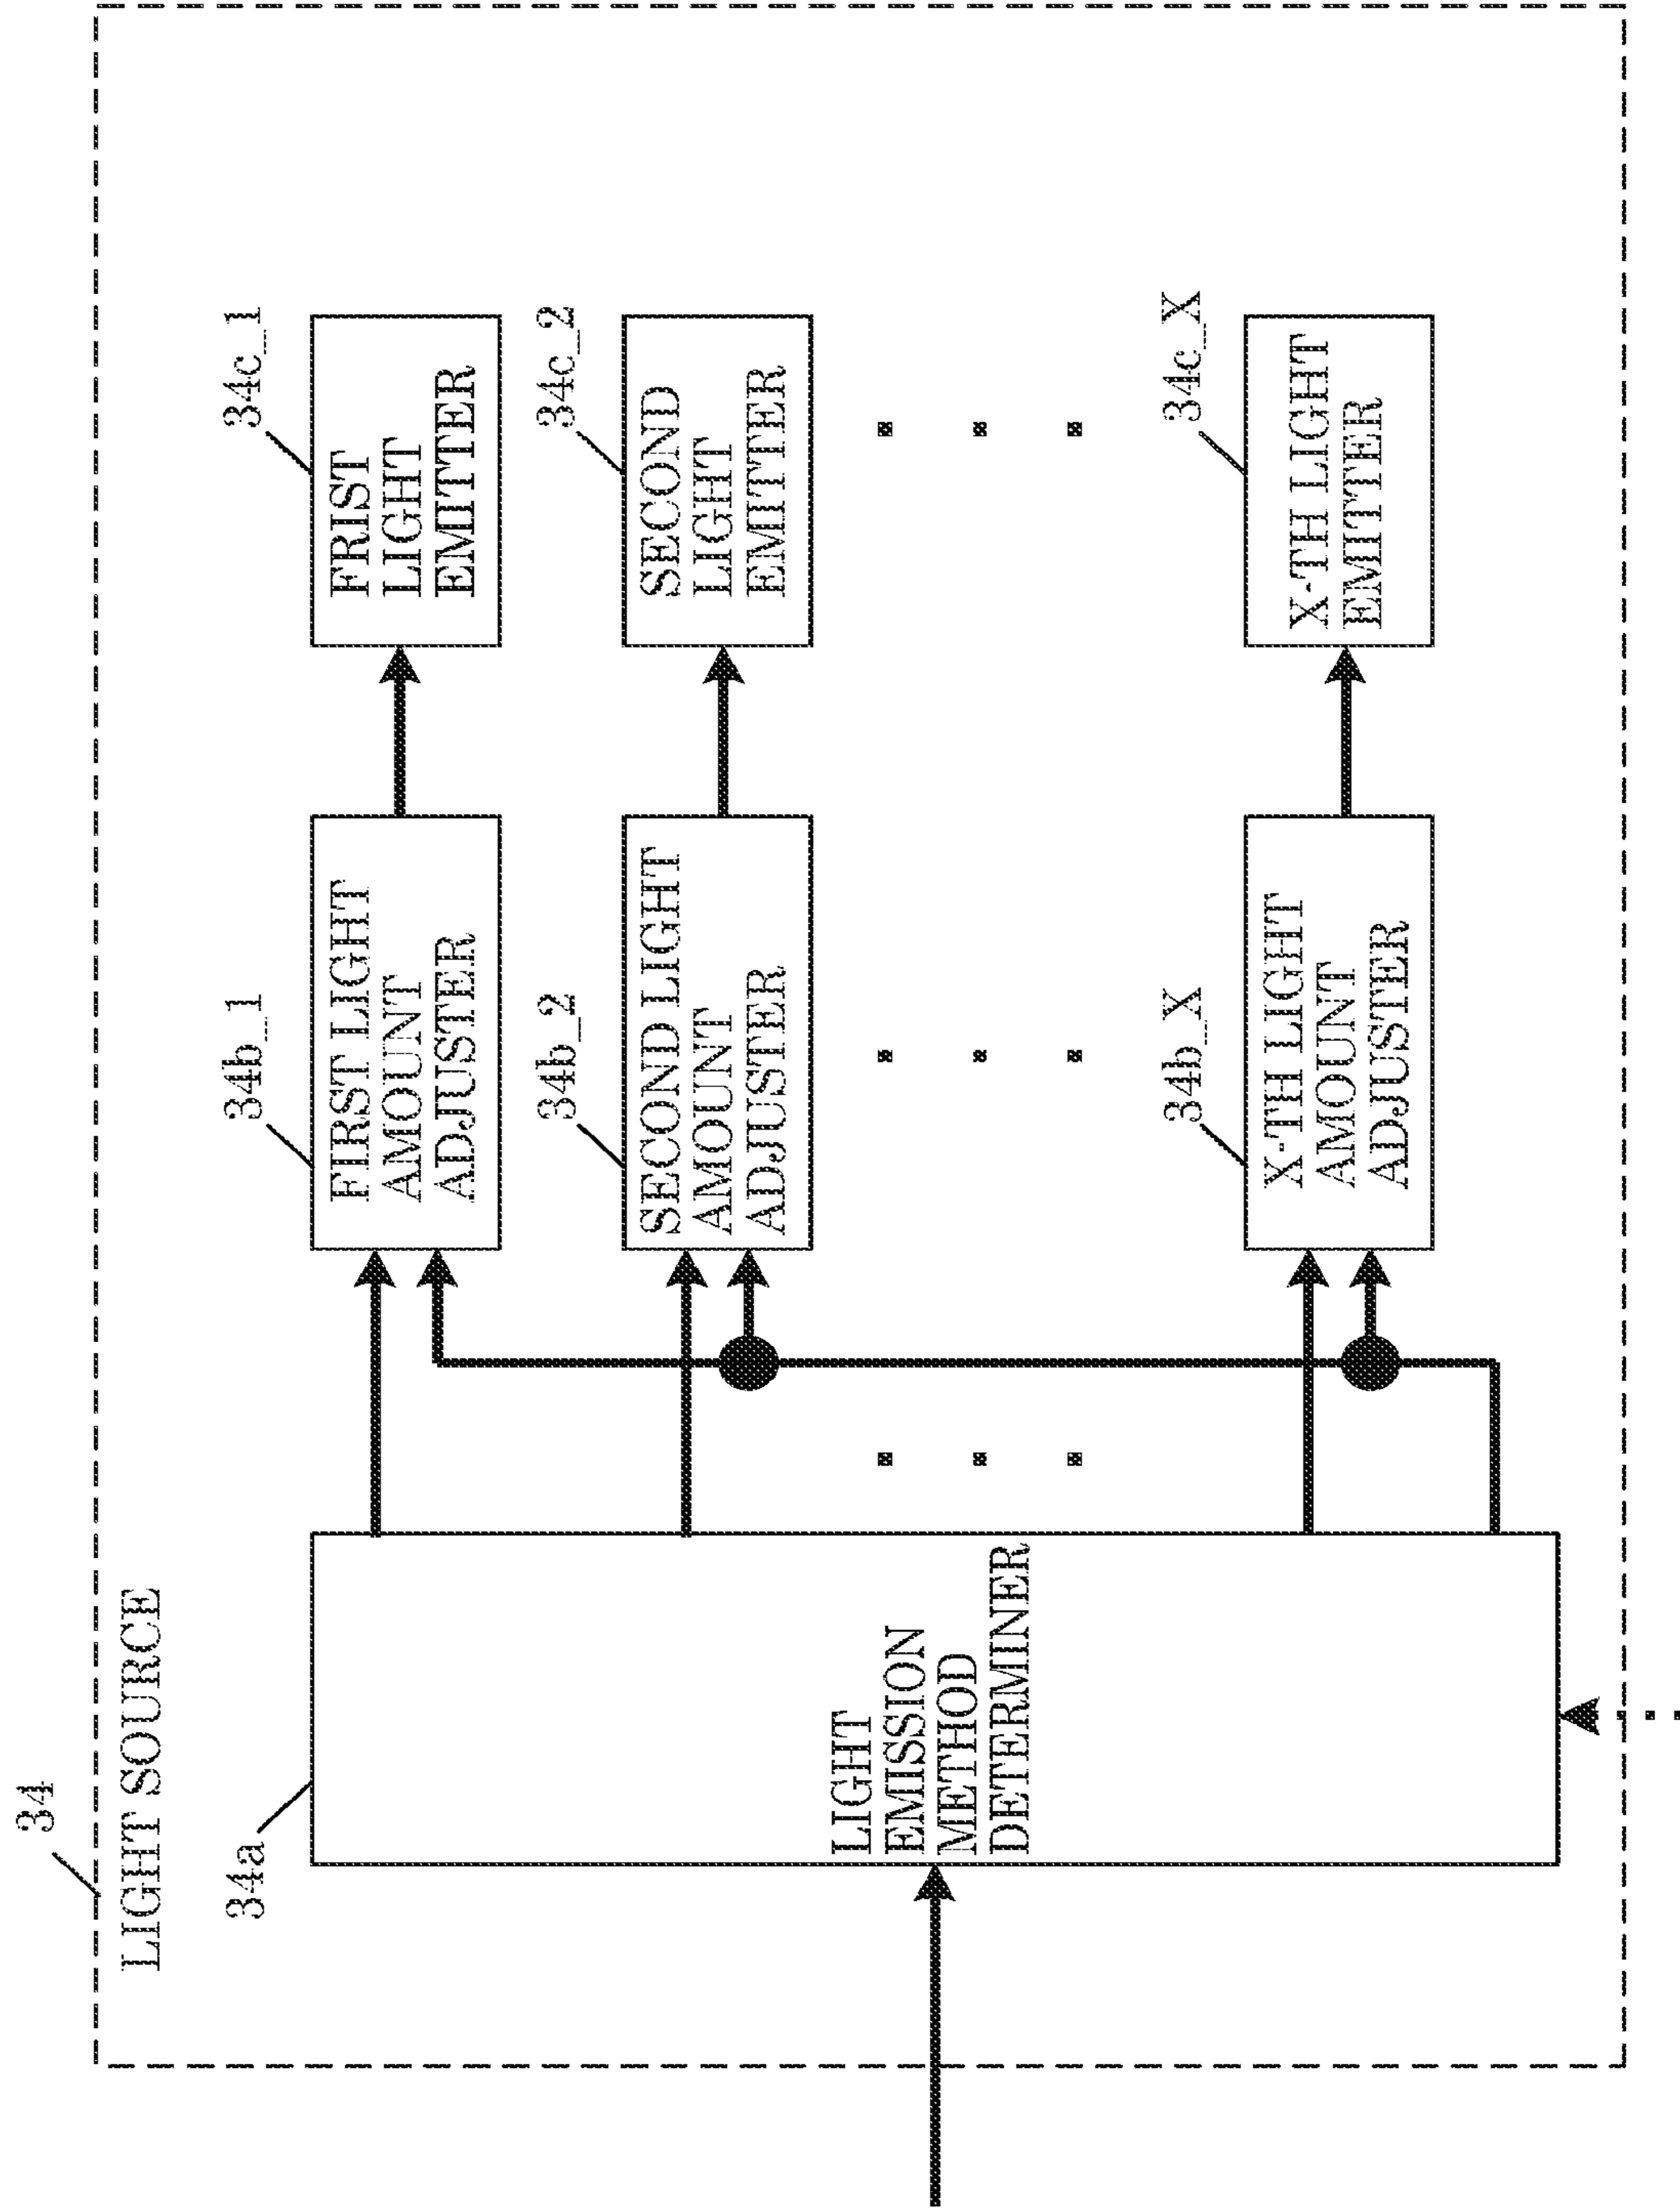 34
LIGHT SOURCE
34a
LIGHT
EMISSION
METHOD
DETERMINER
34b_1
FIRST LIGHT
AMOUNT
ADJUSTER
34c_1
FRIST
LIGHT
EMITTER
34b_2
SECOND LIGHT
AMOUNT
ADJUSTER
34c_2
SECOND
LIGHT
EMITTER
34b_X
X-TH LIGHT
AMOUNT
ADJUSTER
34c_X
X-TH LIGHT
EMITTER